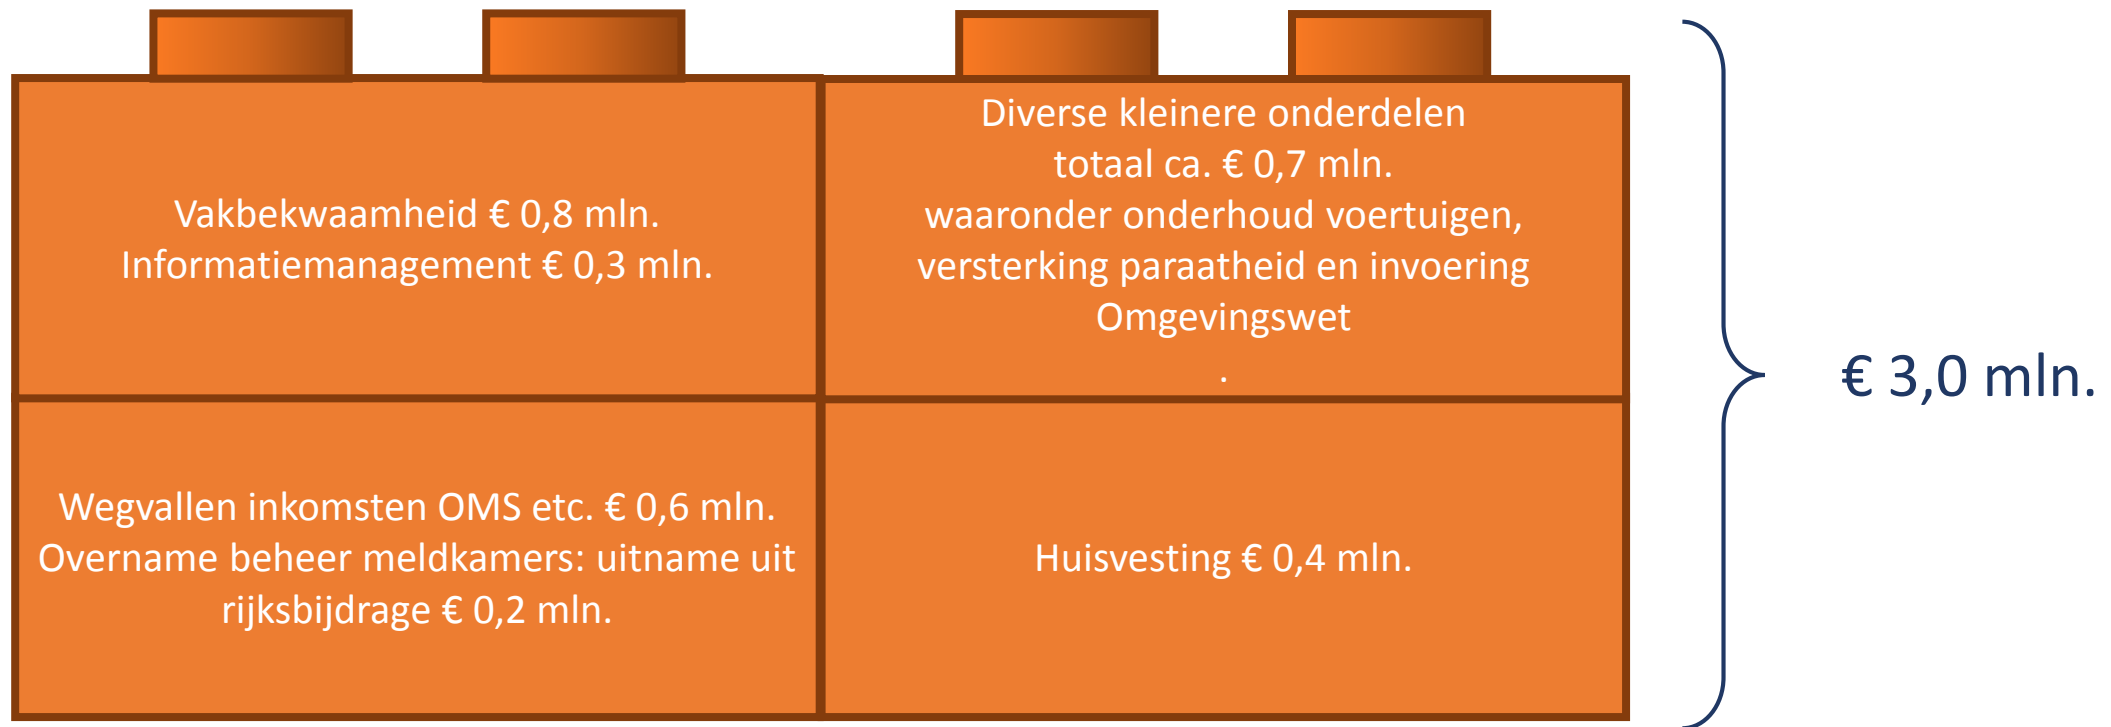 Vakbekwaamheid € 0,8 mln.
Informatiemanagement € 0,3 mln.
Diverse kleinere onderdelen
totaal ca. € 0,7 mln.
waaronder onderhoud voertuigen,
versterking paraatheid en invoering
Omgevingswet
.
Wegvallen inkomsten OMS etc. € 0,6 mln.
Overname beheer meldkamers: uitname uit
rijksbijdrage € 0,2 mln.
Huisvesting € 0,4 mln.
€ 3,0 mln.